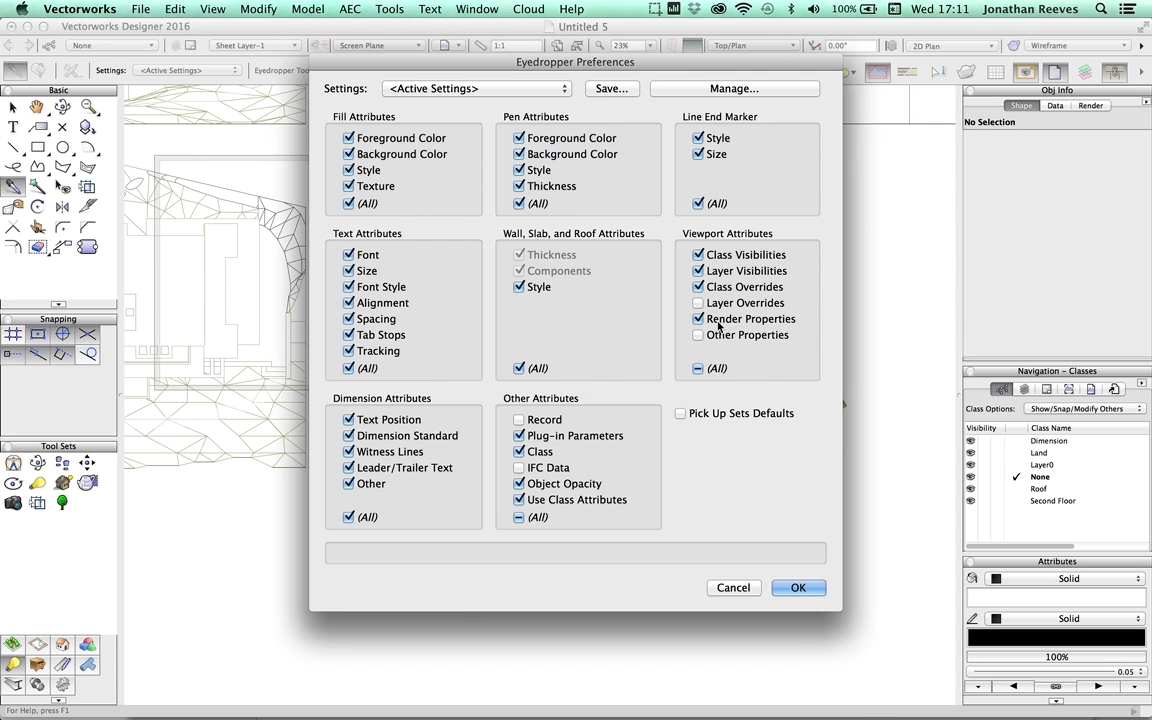 Vectorworks File Edit View Modify Model AEC Tools Text Window Cloud Help 100% Wed 17:11 Jonathan Reeves
Vectorworks Designer 2016 Untitled 5
None Sheet Layer-1 Screen Plane 1:1 23% Top/Plan 0.00° 2D Plan Wireframe
Settings: <Active Settings> Eyedropper Too
Basic
Snapping
Tool Sets
For Help, press F1
Eyedropper Preferences
Settings: <Active Settings> Save... Manage...
Fill Attributes
Foreground Color
Background Color
Style
Texture
(All)
Pen Attributes
Foreground Color
Background Color
Style
Thickness
(All)
Line End Marker
Style
Size
(All)
Text Attributes
Font
Size
Font Style
Alignment
Spacing
Tab Stops
Tracking
(All)
Wall, Slab, and Roof Attributes
Thickness
Components
Style
(All)
Viewport Attributes
Class Visibilities
Layer Visibilities
Class Overrides
Layer Overrides
Render Properties
Other Properties
(All)
Dimension Attributes
Text Position
Dimension Standard
Witness Lines
Leader/Trailer Text
Other
(All)
Other Attributes
Record
Plug-in Parameters
Class
IFC Data
Object Opacity
Use Class Attributes
(All)
Pick Up Sets Defaults
Cancel OK
Obj Info
Shape Data Render
No Selection
Navigation - Classes
Class Options: Show/Snap/Modify Others
Visibility Class Name
Dimension
Land
Layer0
None
Roof
Second Floor
Attributes
Solid
Solid
100%
0.05